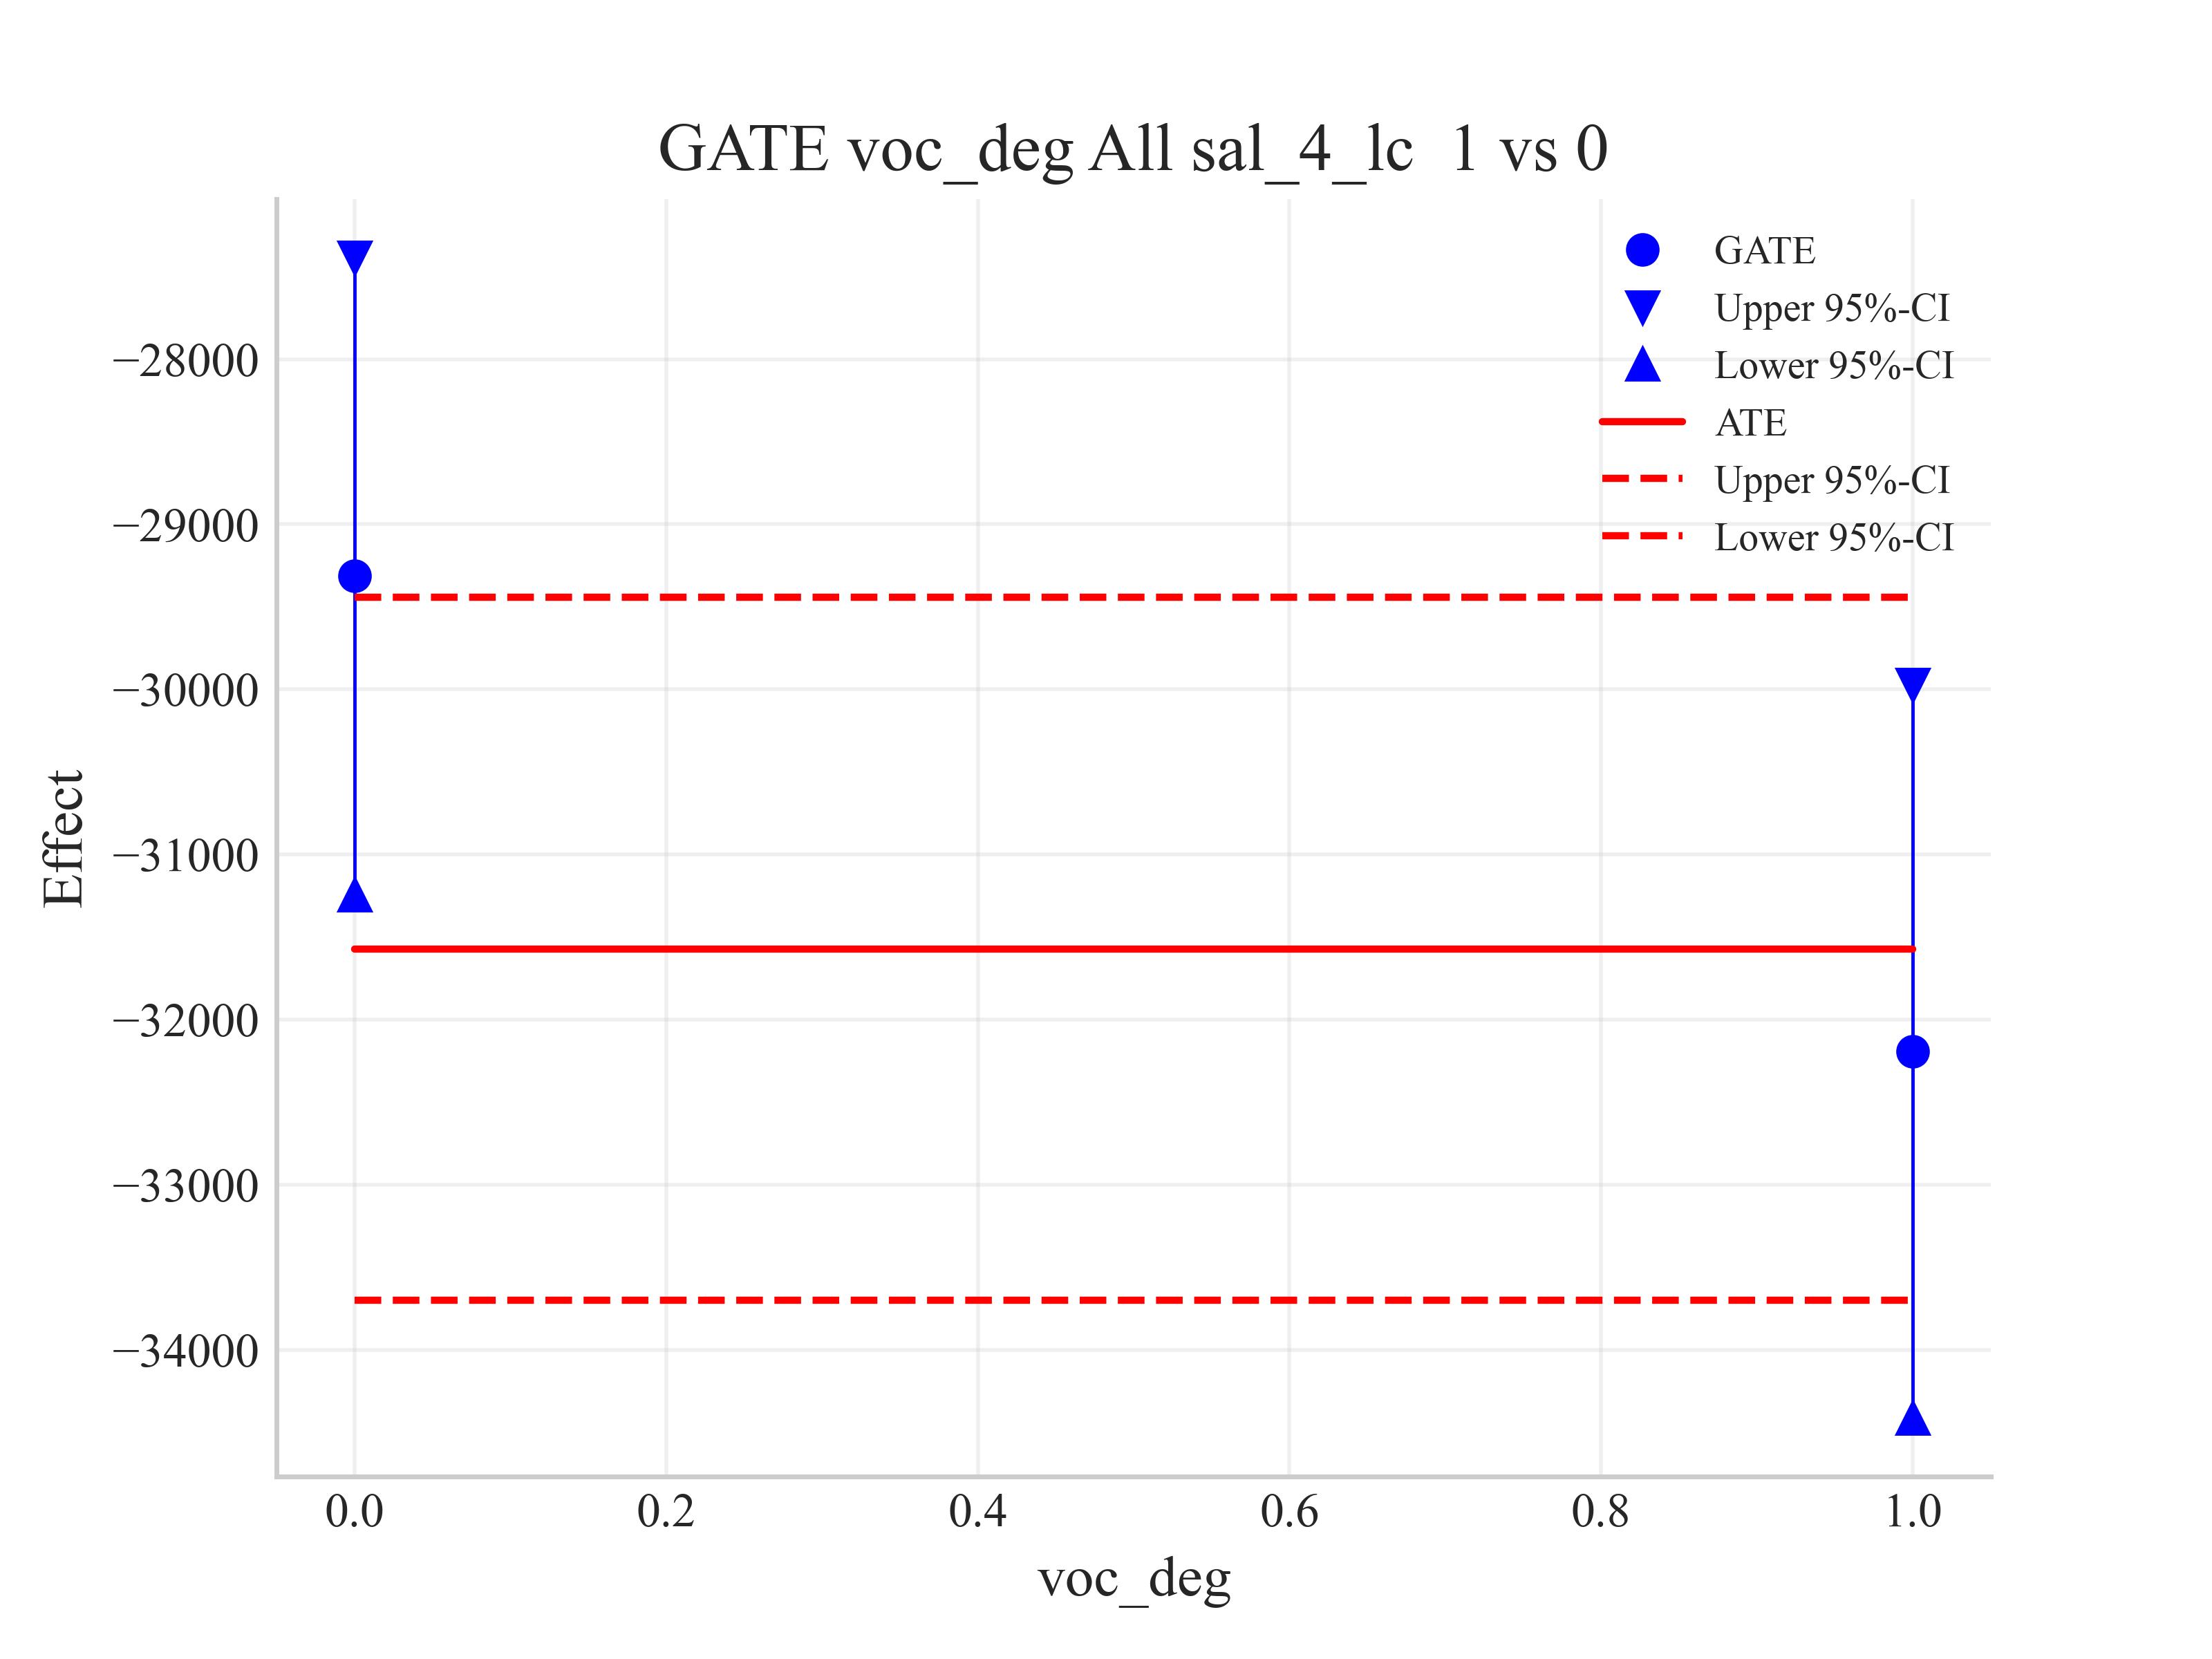 GATE voc_deg All sal_4_lc  1 vs 0
GATE
Upper 95%-CI
Lower 95%-CI
ATE
Upper 95%-CI
Lower 95%-CI
−28000
−29000
−30000
−31000
−32000
−33000
−34000
Effect
0.0 0.2 0.4 0.6 0.8 1.0
voc_deg